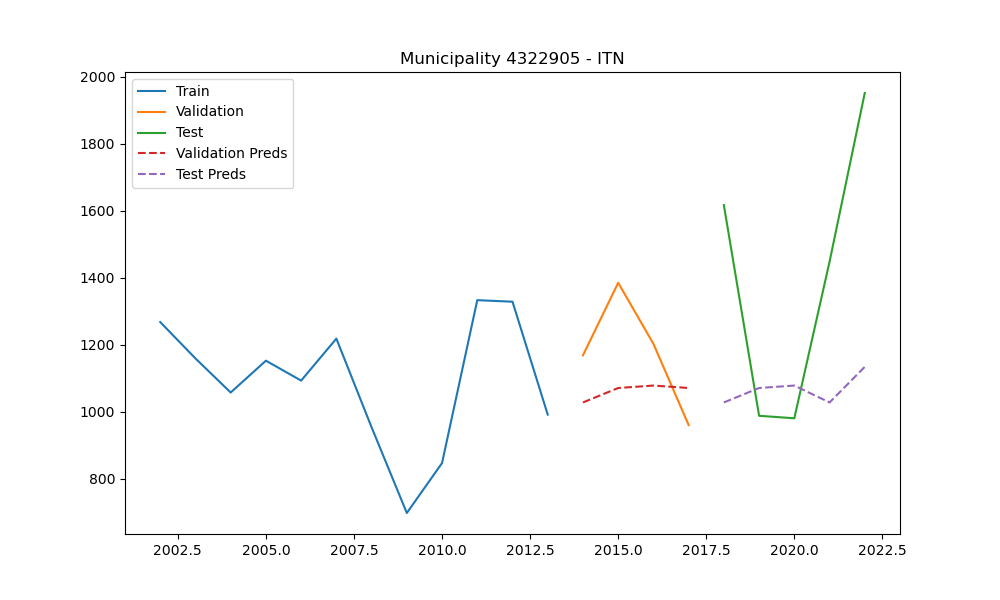 Municipality 4322905 - ITN
Train
Validation
Test
Validation Preds
Test Preds
2000
1800
1600
1400
1200
1000
800
2002.5 2005.0 2007.5 2010.0 2012.5 2015.0 2017.5 2020.0 2022.5